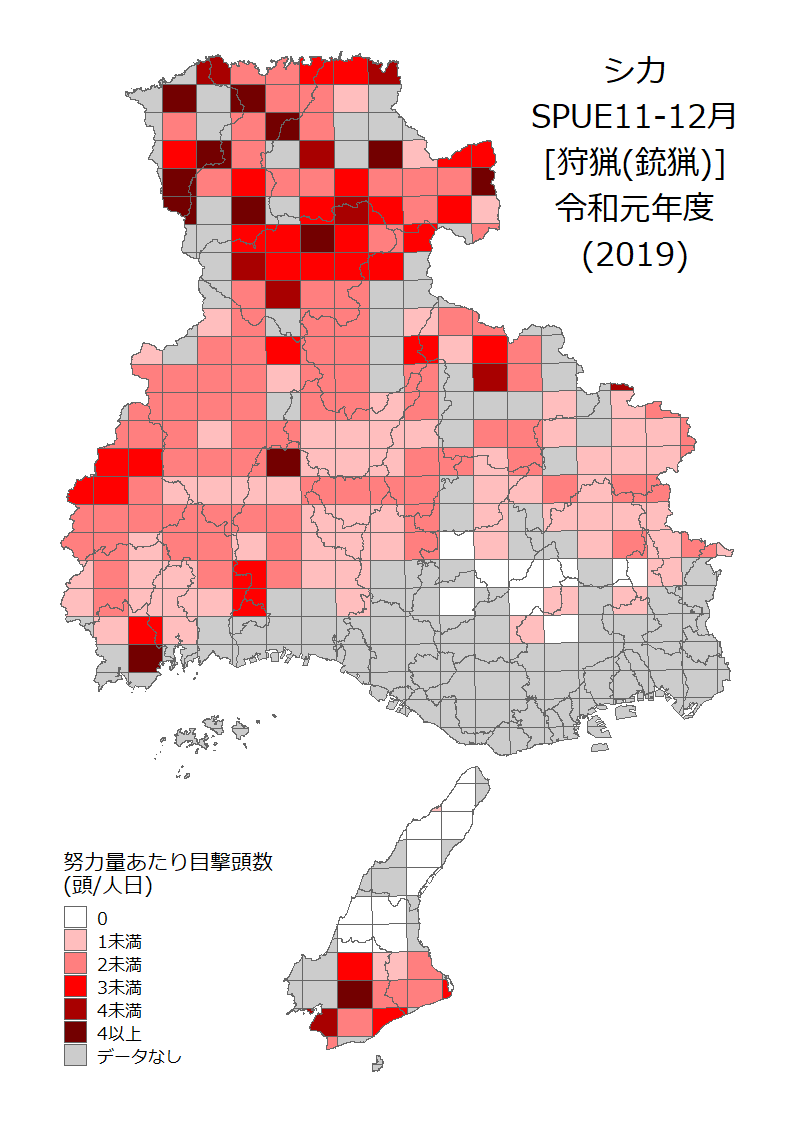 シカ
SPUE11-12月
[狩猟(銃猟)]
令和元年度
(2019)
努力量あたり目撃頭数
(頭/人日)
0
1未満
2未満
3未満
4未満
4以上
データなし